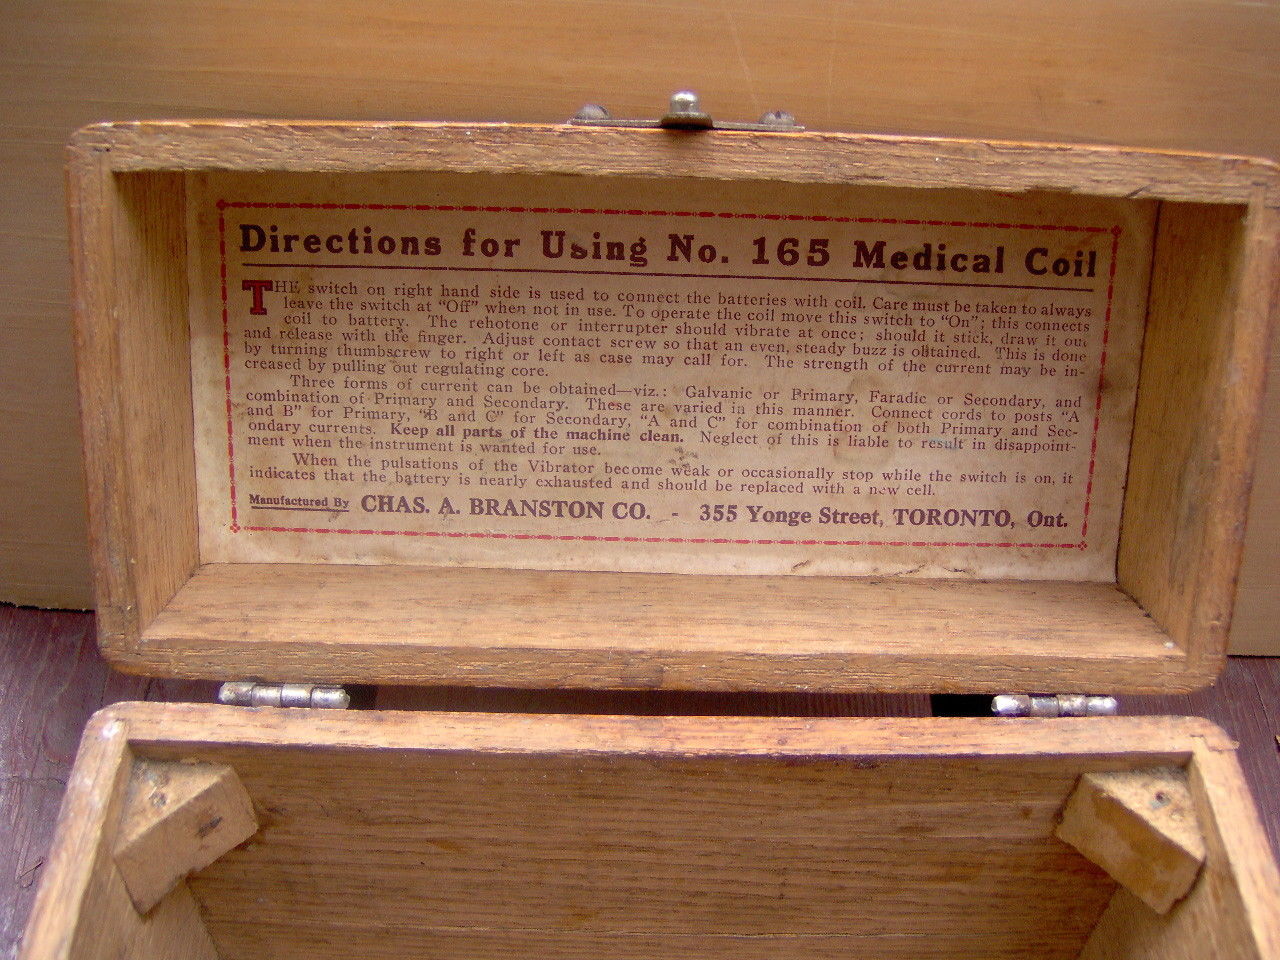 Directions for Using No. 165 Medical Coil
THE switch on right hand side is used to connect the batteries with coil. Care must be taken to always
leave the switch at "Off" when not in use. To operate the coil move this switch to "On"; this connects
coil to battery. The rehotone or interrupter should vibrate at once; should it stick, draw it out
and release with the finger. Adjust contact screw so that an even, steady buzz is obtained. This is done
by turning thumbscrew to right or left as case may call for. The strength of the current may be in-
creased by pulling out regulating core.
Three forms of current can be obtained—viz.: Galvanic or Primary, Faradic or Secondary, and
combination of Primary and Secondary. These are varied in this manner. Connect cords to posts "A
and B" for Primary, "B and C" for Secondary, "A and C" for combination of both Primary and Sec-
ondary currents. Keep all parts of the machine clean. Neglect of this is liable to result in disappoint-
ment when the instrument is wanted for use.
When the pulsations of the Vibrator become weak or occasionally stop while the switch is on, it
indicates that the battery is nearly exhausted and should be replaced with a new cell.
Manufactured By CHAS. A. BRANSTON CO. - 355 Yonge Street, TORONTO, Ont.